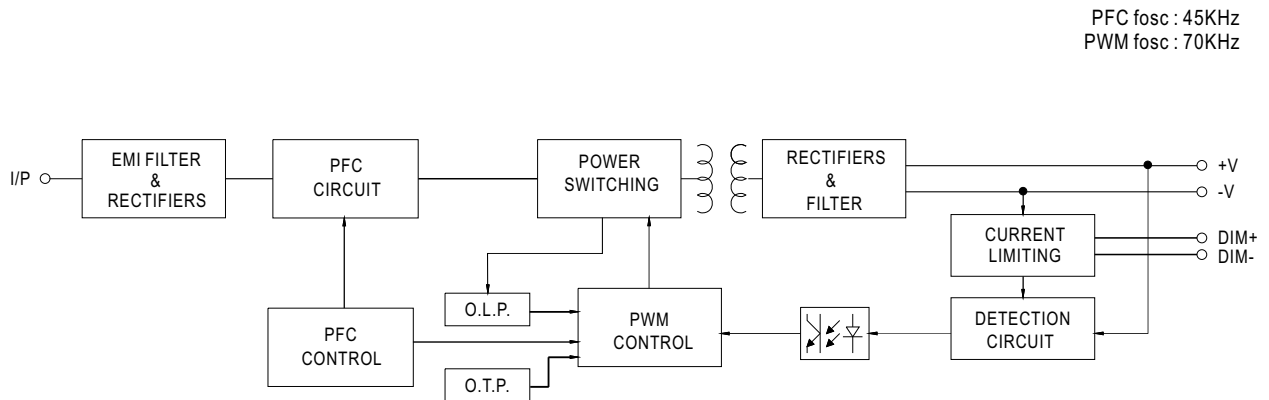 PFC fosc : 45KHz
PWM fosc : 70KHz
I/P
EMI FILTER
&
RECTIFIERS
PFC
CIRCUIT
POWER
SWITCHING
RECTIFIERS
&
FILTER
+V
-V
CURRENT
LIMITING
DIM+
DIM-
O.L.P.
PFC
CONTROL
PWM
CONTROL
DETECTION
CIRCUIT
O.T.P.